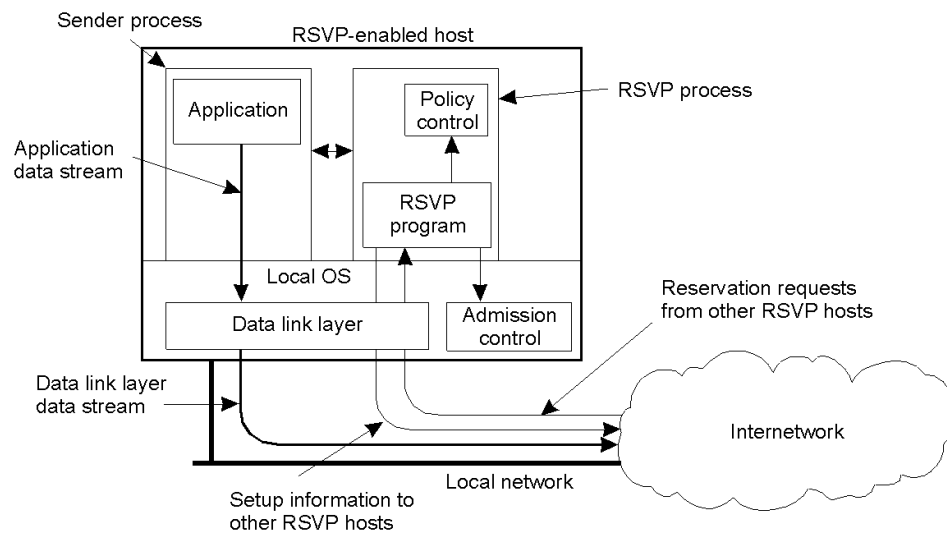 Sender process
RSVP-enabled host
Application
Policy
control
RSVP process
Application
data stream
RSVP
program
Local OS
Data link layer
Admission
control
Reservation requests
from other RSVP hosts
Data link layer
data stream
Internetwork
Local network
Setup information to
other RSVP hosts